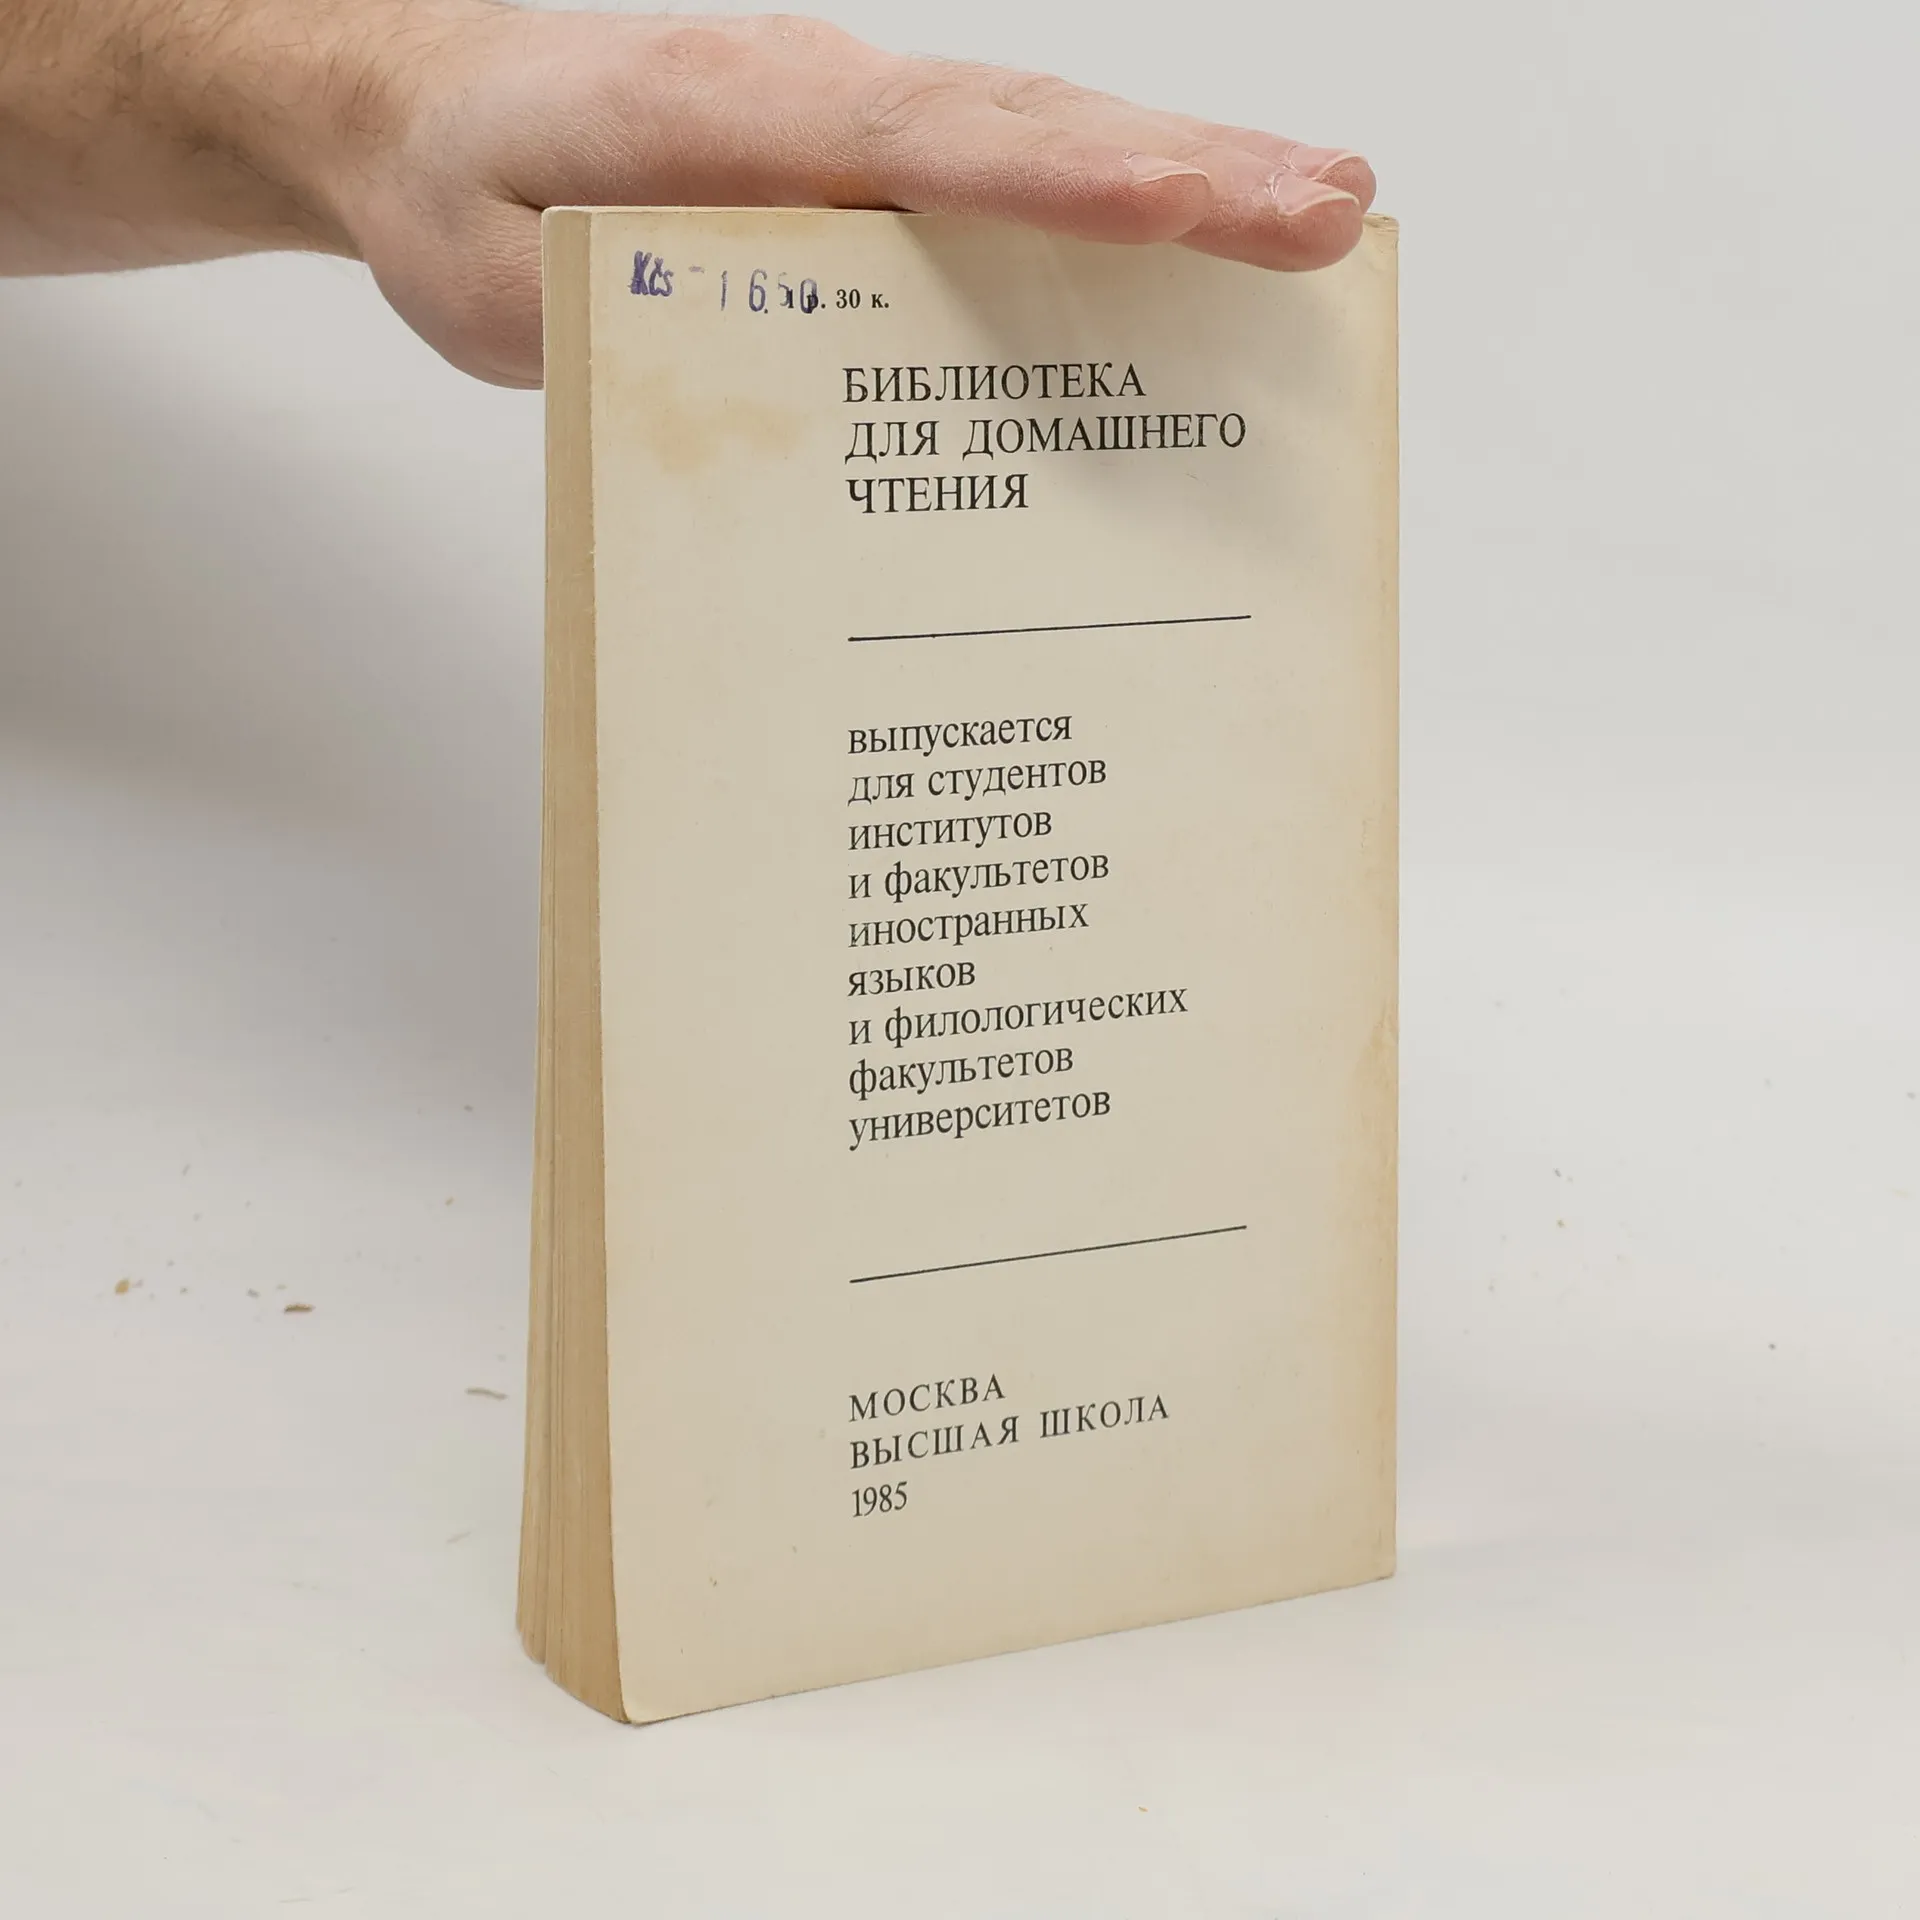 Kčs - 16.50 1 р. 30 к.
БИБЛИОТЕКА
ДЛЯ ДОМАШНЕГО
ЧТЕНИЯ
выпускается
для студентов
институтов
и факультетов
иностранных
языков
и филологических
факультетов
университетов
МОСКВА
ВЫСШАЯ ШКОЛА
1985